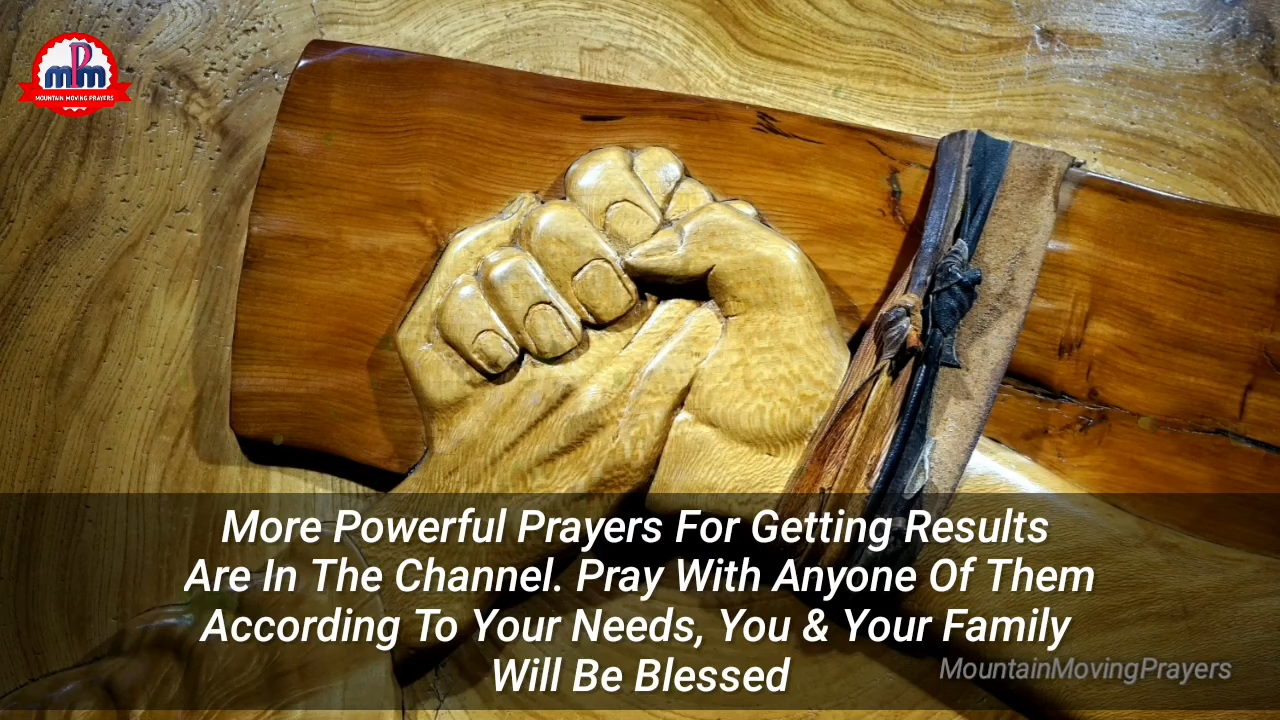 mPm
MOUNTAIN MOVING PRAYERS
More Powerful Prayers For Getting Results
Are In The Channel. Pray With Anyone Of Them
According To Your Needs, You & Your Family
Will Be Blessed
MountainMovingPrayers